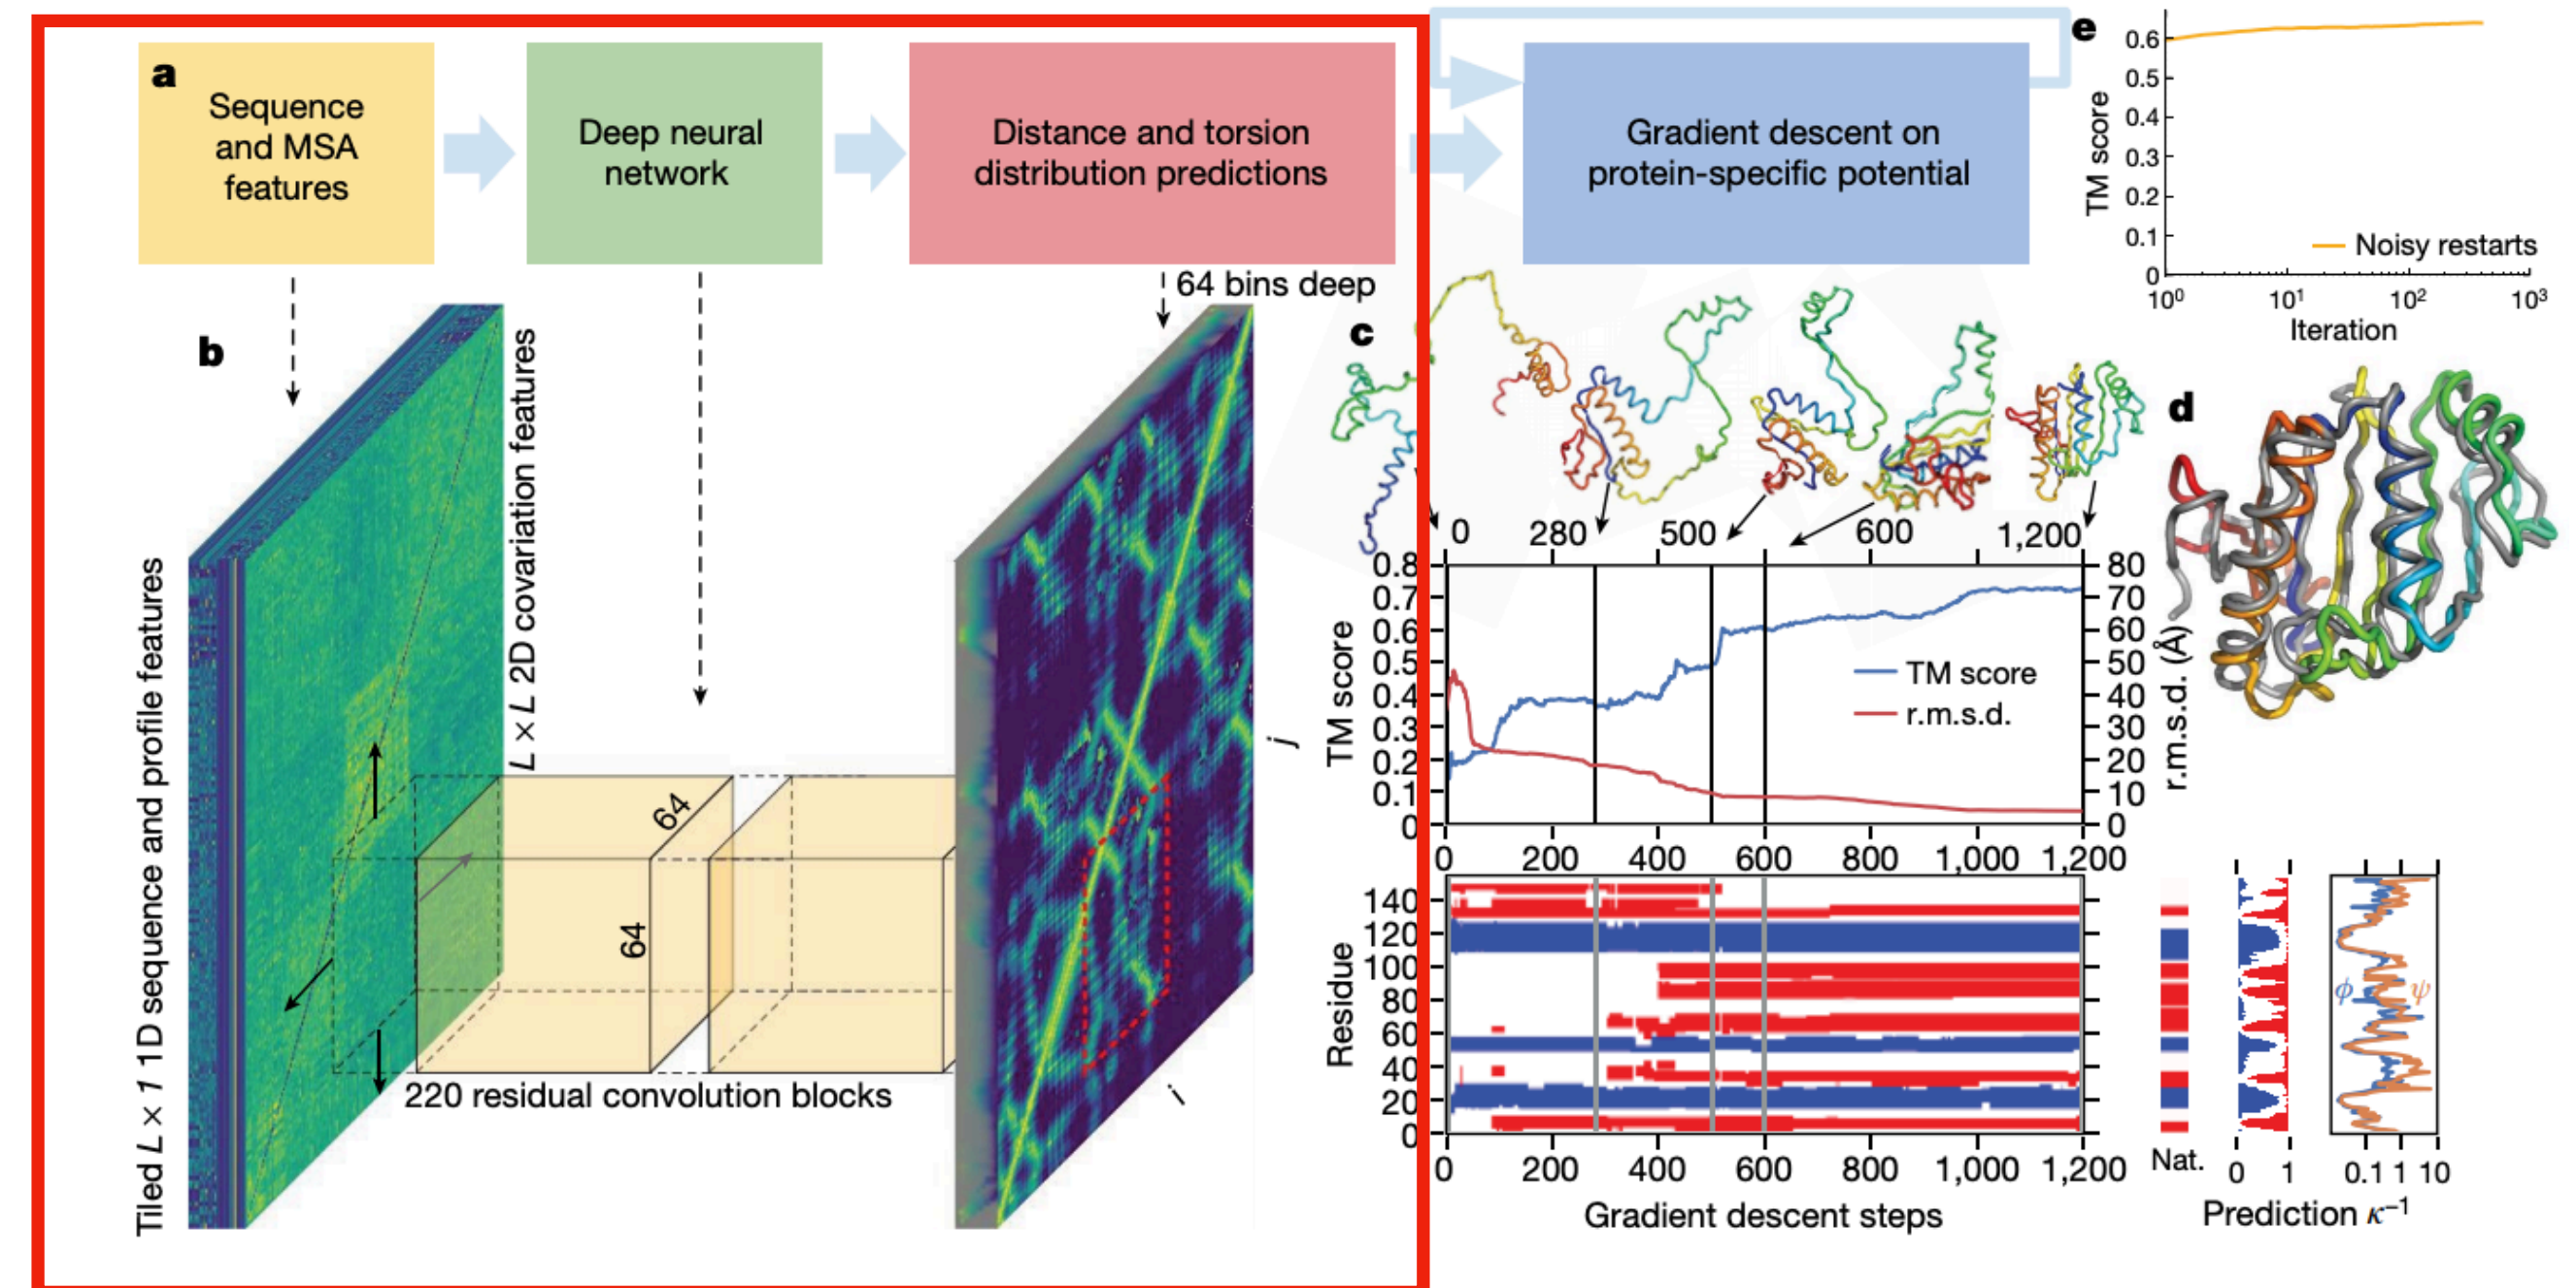 a
Sequence
and MSA
features
Deep neural
network
Distance and torsion
distribution predictions
Gradient descent on
protein-specific potential
b
Tiled L × 1 1D sequence and profile features
L × L 2D covariation features
64 bins deep
64
64
220 residual convolution blocks
j
i
c
0
280
500
600
1,200
TM score
0.8
0.7
0.6
0.5
0.4
0.3
0.2
0.1
0
80
70
60
50
40
30
20
10
0
r.m.s.d. (Å)
TM score
r.m.s.d.
0 200 400 600 800 1,000 1,200
Residue
140
120
100
80
60
40
20
0
0 200 400 600 800 1,000 1,200
Gradient descent steps
Nat.
0 1
ϕ ψ
0.1 1 10
Prediction κ⁻¹
d
e
TM score
0.6
0.5
0.4
0.3
0.2
0.1
0
Noisy restarts
10⁰ 10¹ 10² 10³
Iteration